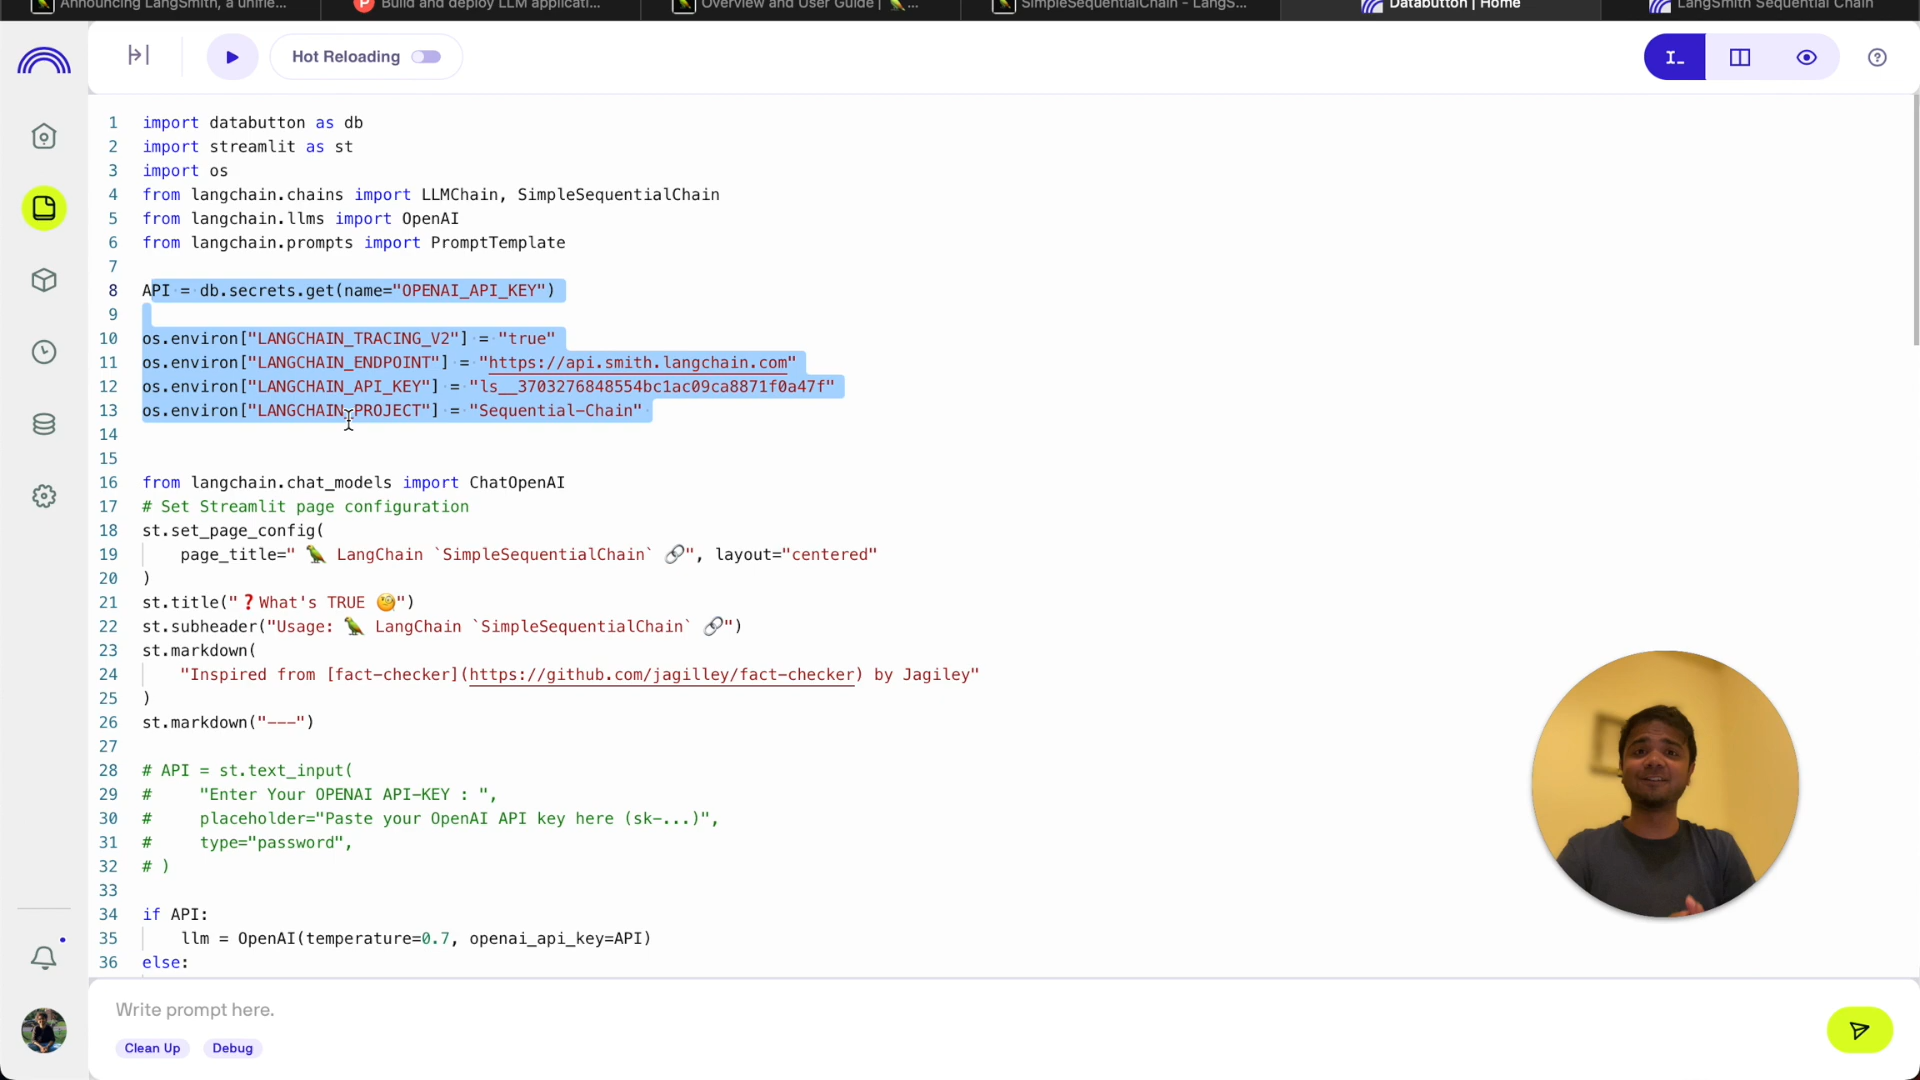 Announcing LangSmith, a unifie...
Build and deploy LLM applicati...
Overview and User Guide | 🦜...
SimpleSequentialChain - LangS...
Databutton | Home
LangSmith Sequential Chain
Hot Reloading
1 import databutton as db
2 import streamlit as st
3 import os
4 from langchain.chains import LLMChain, SimpleSequentialChain
5 from langchain.llms import OpenAI
6 from langchain.prompts import PromptTemplate
7
8 API = db.secrets.get(name="OPENAI_API_KEY")
9
10 os.environ["LANGCHAIN_TRACING_V2"] = "true"
11 os.environ["LANGCHAIN_ENDPOINT"] = "https://api.smith.langchain.com"
12 os.environ["LANGCHAIN_API_KEY"] = "ls__3703276848554bc1ac09ca8871f0a47f"
13 os.environ["LANGCHAIN_PROJECT"] = "Sequential-Chain"
14
15
16 from langchain.chat_models import ChatOpenAI
17 # Set Streamlit page configuration
18 st.set_page_config(
19 page_title=" 🦜 LangChain `SimpleSequentialChain` 🔗", layout="centered"
20 )
21 st.title("❓What's TRUE 🧐")
22 st.subheader("Usage: 🦜 LangChain `SimpleSequentialChain` 🔗")
23 st.markdown(
24 "Inspired from [fact-checker](https://github.com/jagilley/fact-checker) by Jagiley"
25 )
26 st.markdown("---")
27
28 # API = st.text_input(
29 # "Enter Your OPENAI API-KEY : ",
30 # placeholder="Paste your OpenAI API key here (sk-...)",
31 # type="password",
32 # )
33
34 if API:
35 llm = OpenAI(temperature=0.7, openai_api_key=API)
36 else:
Write prompt here.
Clean Up
Debug